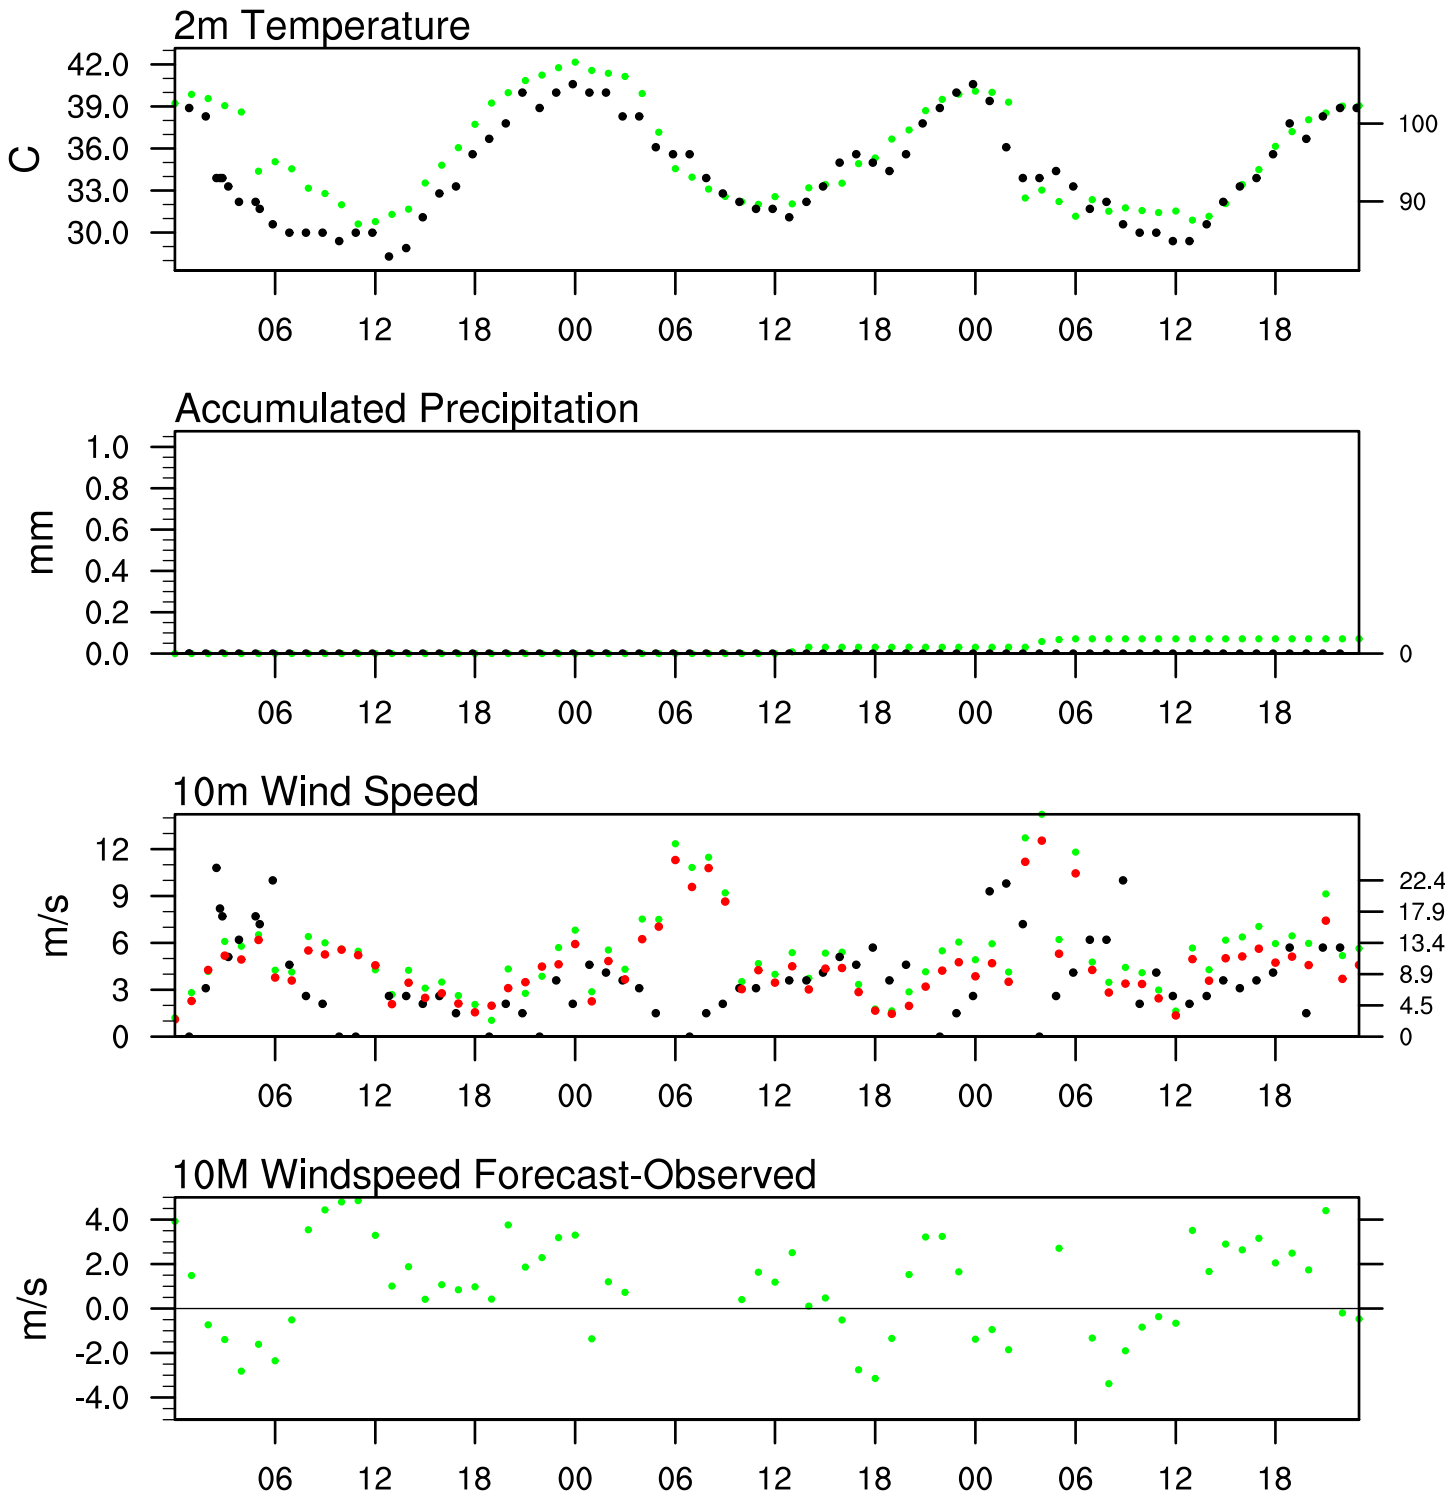 2m Temperature
42.0
39.0
36.0
33.0
30.0
C
100
90
06 12 18 00 06 12 18 00 06 12 18
Accumulated Precipitation
1.0
0.8
0.6
0.4
0.2
0.0
mm
0
06 12 18 00 06 12 18 00 06 12 18
10m Wind Speed
12
9
6
3
0
m/s
22.4
17.9
13.4
8.9
4.5
0
06 12 18 00 06 12 18 00 06 12 18
10M Windspeed Forecast-Observed
4.0
2.0
0.0
-2.0
-4.0
m/s
06 12 18 00 06 12 18 00 06 12 18